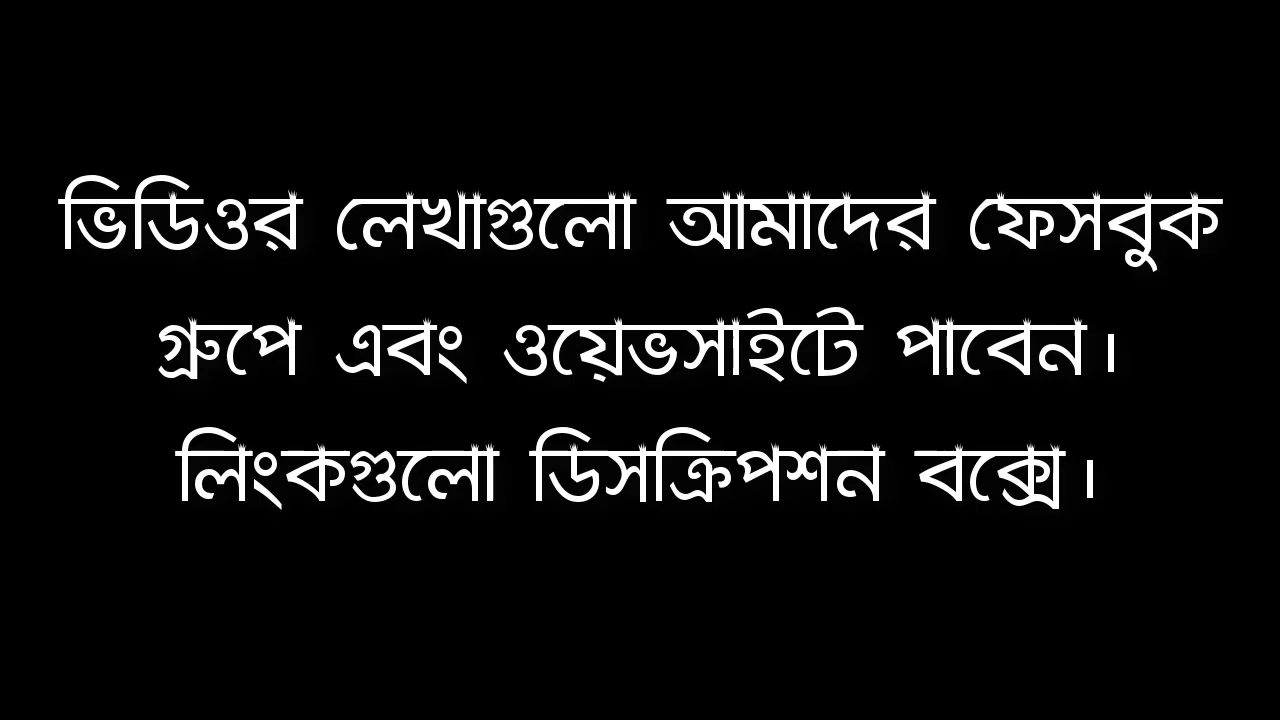 ভিডিওর লেখাগুলো আমাদের ফেসবুক
গ্রুপে এবং ওয়েভসাইটে পাবেন।
লিংকগুলো ডিসক্রিপশন বক্সে।